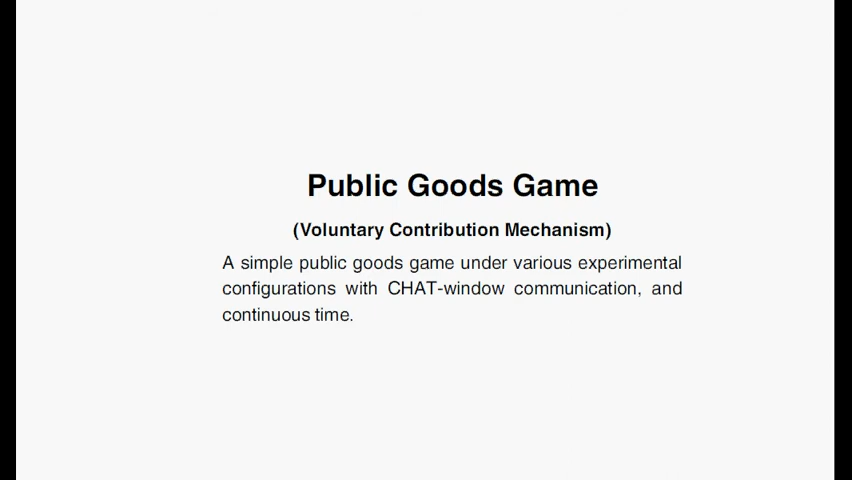 Public Goods Game
(Voluntary Contribution Mechanism)
A simple public goods game under various experimental
configurations with CHAT-window communication, and
continuous time.